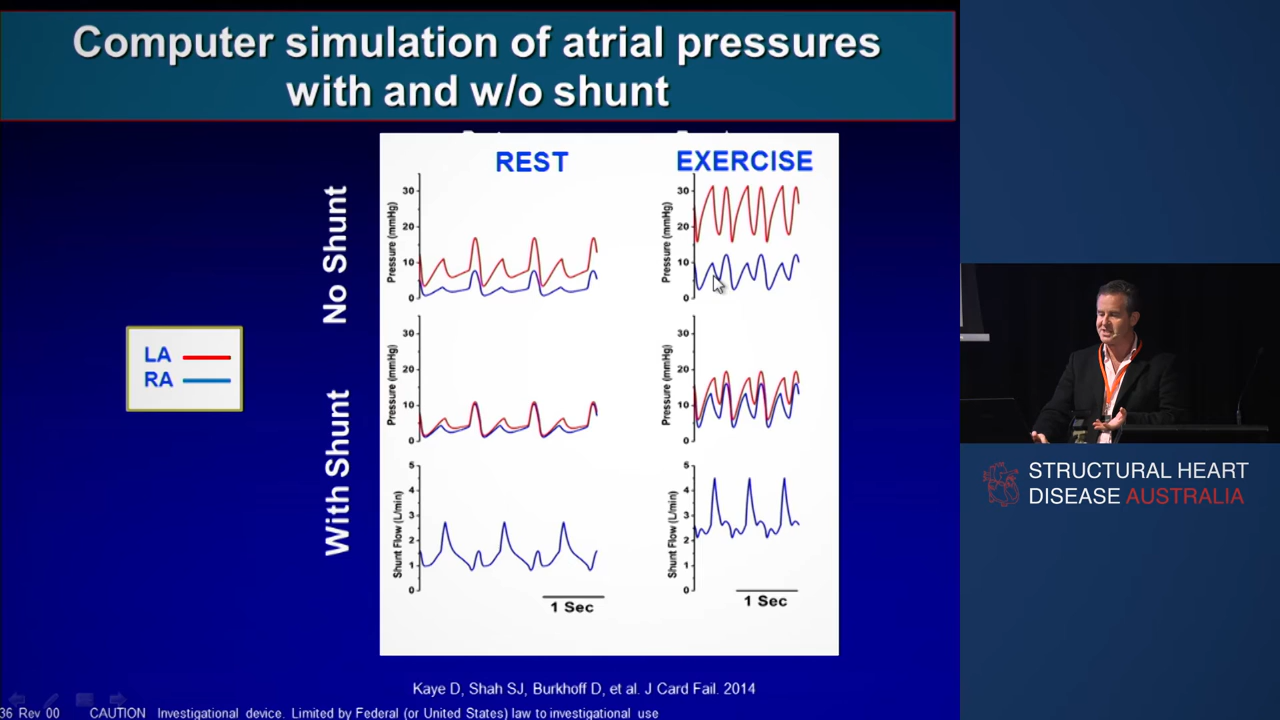 Computer simulation of atrial pressures
with and w/o shunt
REST
EXERCISE
No Shunt
With Shunt
LA
RA
Pressure (mmHg)
30
20
10
0
Pressure (mmHg)
30
20
10
0
Pressure (mmHg)
30
20
10
0
Pressure (mmHg)
30
20
10
0
Shunt Flow (L/min)
5
4
3
2
1
0
1 Sec
Shunt Flow (L/min)
5
4
3
2
1
0
1 Sec
Kaye D, Shah SJ, Burkhoff D, et al. J Card Fail. 2014
36 Rev 00 CAUTION Investigational device. Limited by Federal (or United States) law to investigational use
STRUCTURAL HEART
DISEASE AUSTRALIA